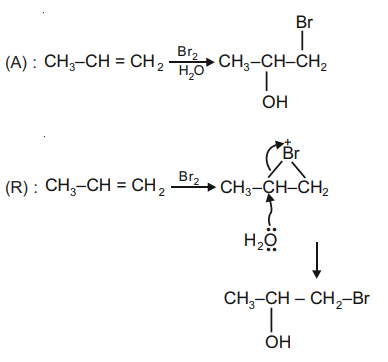 Br
(A) : CH3–CH = CH2 Br2 H2O CH3–CH–CH2
OH
+
Br
(R) : CH3–CH = CH2 Br2 CH3–CH–CH2
H2O
CH3–CH – CH2–Br
OH